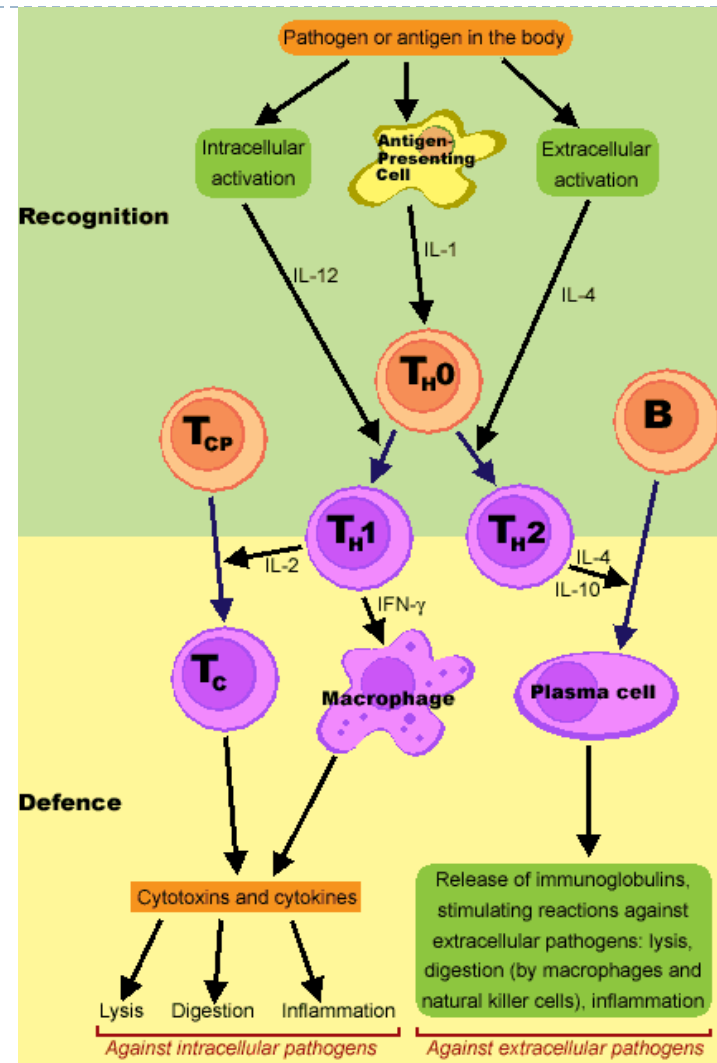 Pathogen or antigen in the body
Intracellular
activation
Antigen-
Presenting
Cell
Extracellular
activation
Recognition
IL-12
IL-1
IL-4
TH0
TCP
B
TH1
TH2
IL-2
IL-4
IL-10
IFN-γ
TC
Macrophage
Plasma cell
Defence
Cytotoxins and cytokines
Release of immunoglobulins,
stimulating reactions against
extracellular pathogens: lysis,
digestion (by macrophages and
natural killer cells), inflammation
Lysis
Digestion
Inflammation
Against intracellular pathogens
Against extracellular pathogens